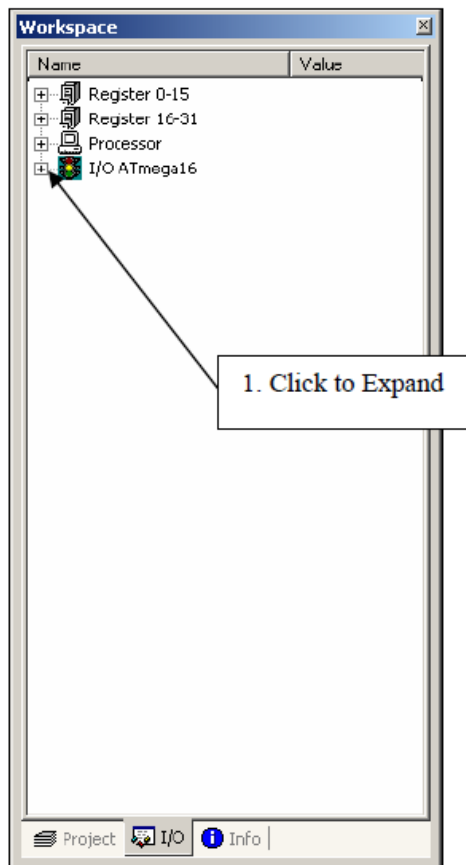 Workspace
Name Value
Register 0-15
Register 16-31
Processor
I/O ATmega16
1. Click to Expand
Project I/O Info